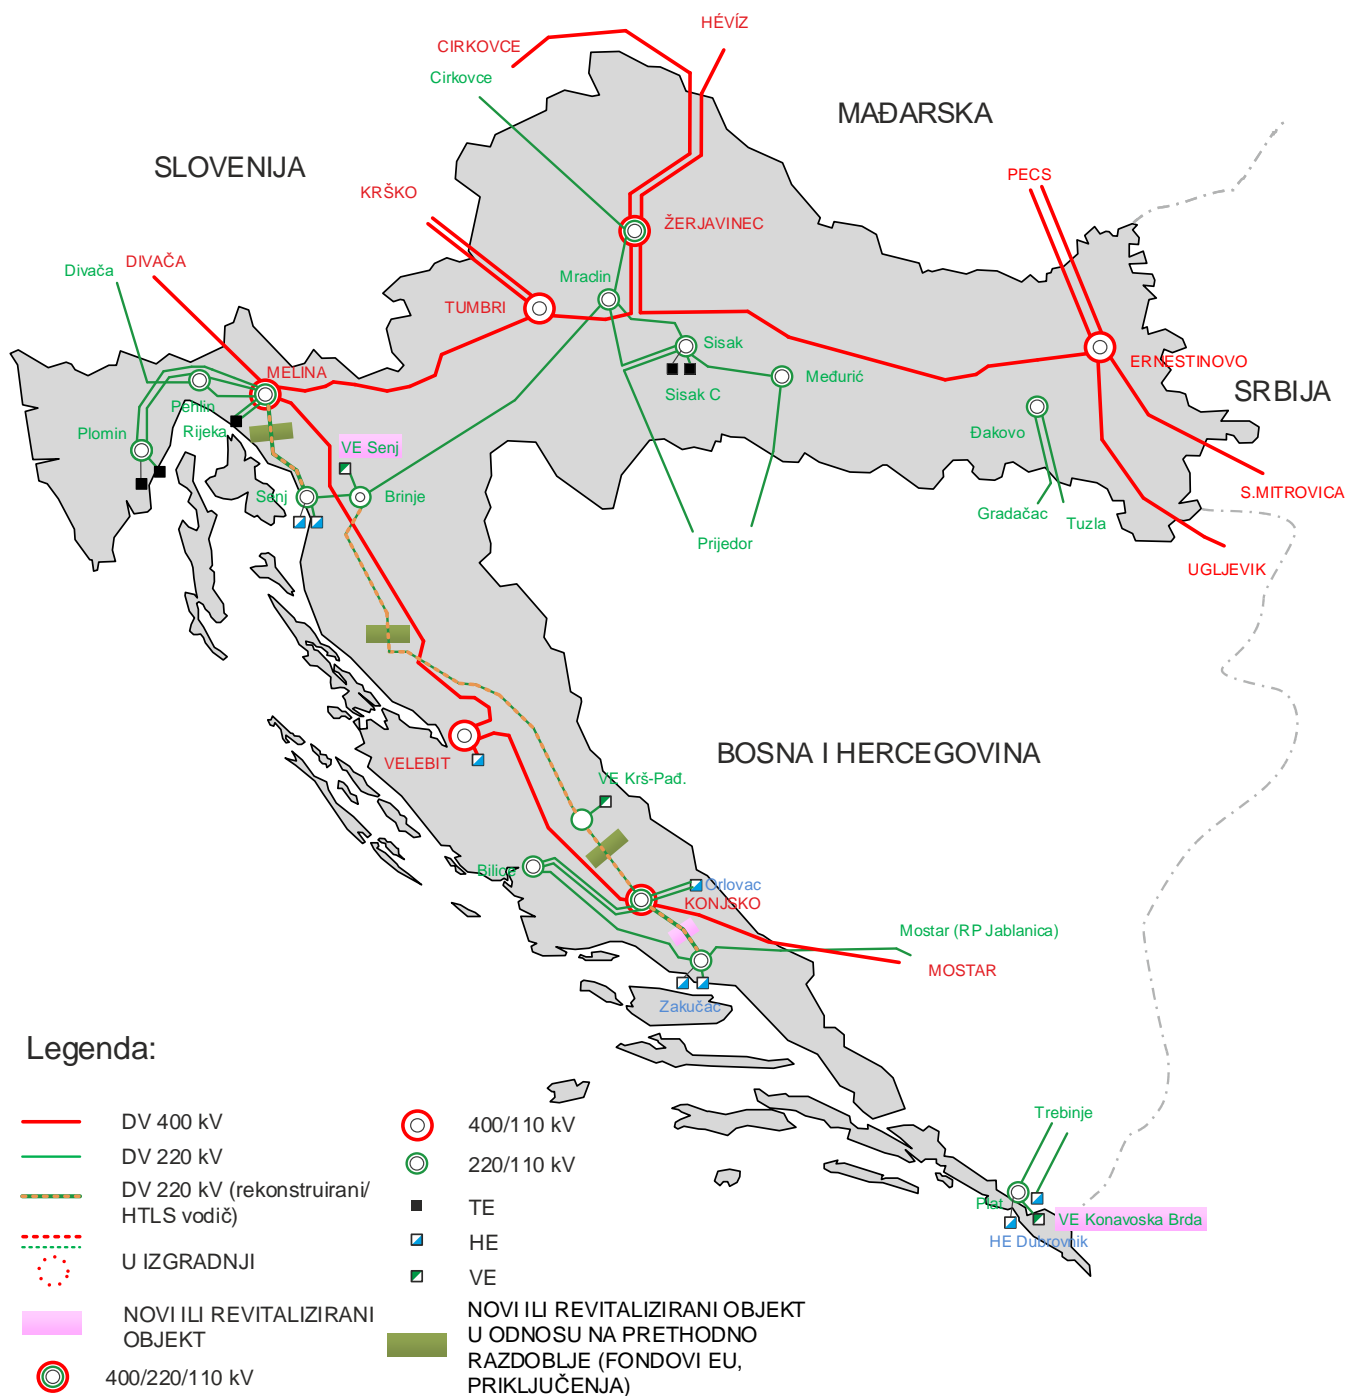 HÉVÍZ
CIRKOVCE
Cirkovce
MAĐARSKA
SLOVENIJA
KRŠKO
PECS
ŽERJAVINEC
DIVAČA
Divača
Mraclin
TUMBRI
Sisak
ERNESTINOVO
MELINA
Međurić
SRBIJA
Sisak C
Pehlin
Rijeka
Plomin
Đakovo
VE Senj
S.MITROVICA
Senj
Brinje
Gradačac
Tuzla
Prijedor
UGLJEVIK
BOSNA I HERCEGOVINA
VELEBIT
VE Krš-Pađ.
Bilice
Orlovac
KONJSKO
Mostar (RP Jablanica)
MOSTAR
Zakučac
Trebinje
Plat
VE Konavoska Brda
HE Dubrovnik
Legenda:
DV 400 kV
DV 220 kV
DV 220 kV (rekonstruirani/
HTLS vodič)
U IZGRADNJI
NOVI ILI REVITALIZIRANI
OBJEKT
400/220/110 kV
400/110 kV
220/110 kV
TE
HE
VE
NOVI ILI REVITALIZIRANI OBJEKT
U ODNOSU NA PRETHODNO
RAZDOBLJE (FONDOVI EU,
PRIKLJUČENJA)